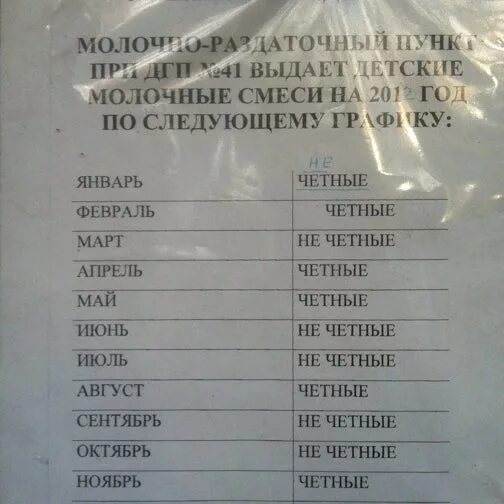 МОЛОЧНО-РАЗДАТОЧНЫЙ ПУНКТ
ПРИ ДГП №41 ВЫДАЕТ ДЕТСКИЕ
МОЛОЧНЫЕ СМЕСИ НА 2012 ГОД
ПО СЛЕДУЮЩЕМУ ГРАФИКУ:
НЕ
ЯНВАРЬ ЧЕТНЫЕ
ФЕВРАЛЬ ЧЕТНЫЕ
МАРТ НЕ ЧЕТНЫЕ
АПРЕЛЬ ЧЕТНЫЕ
МАЙ ЧЕТНЫЕ
ИЮНЬ НЕ ЧЕТНЫЕ
ИЮЛЬ НЕ ЧЕТНЫЕ
АВГУСТ ЧЕТНЫЕ
СЕНТЯБРЬ НЕ ЧЕТНЫЕ
ОКТЯБРЬ НЕ ЧЕТНЫЕ
НОЯБРЬ ЧЕТНЫЕ